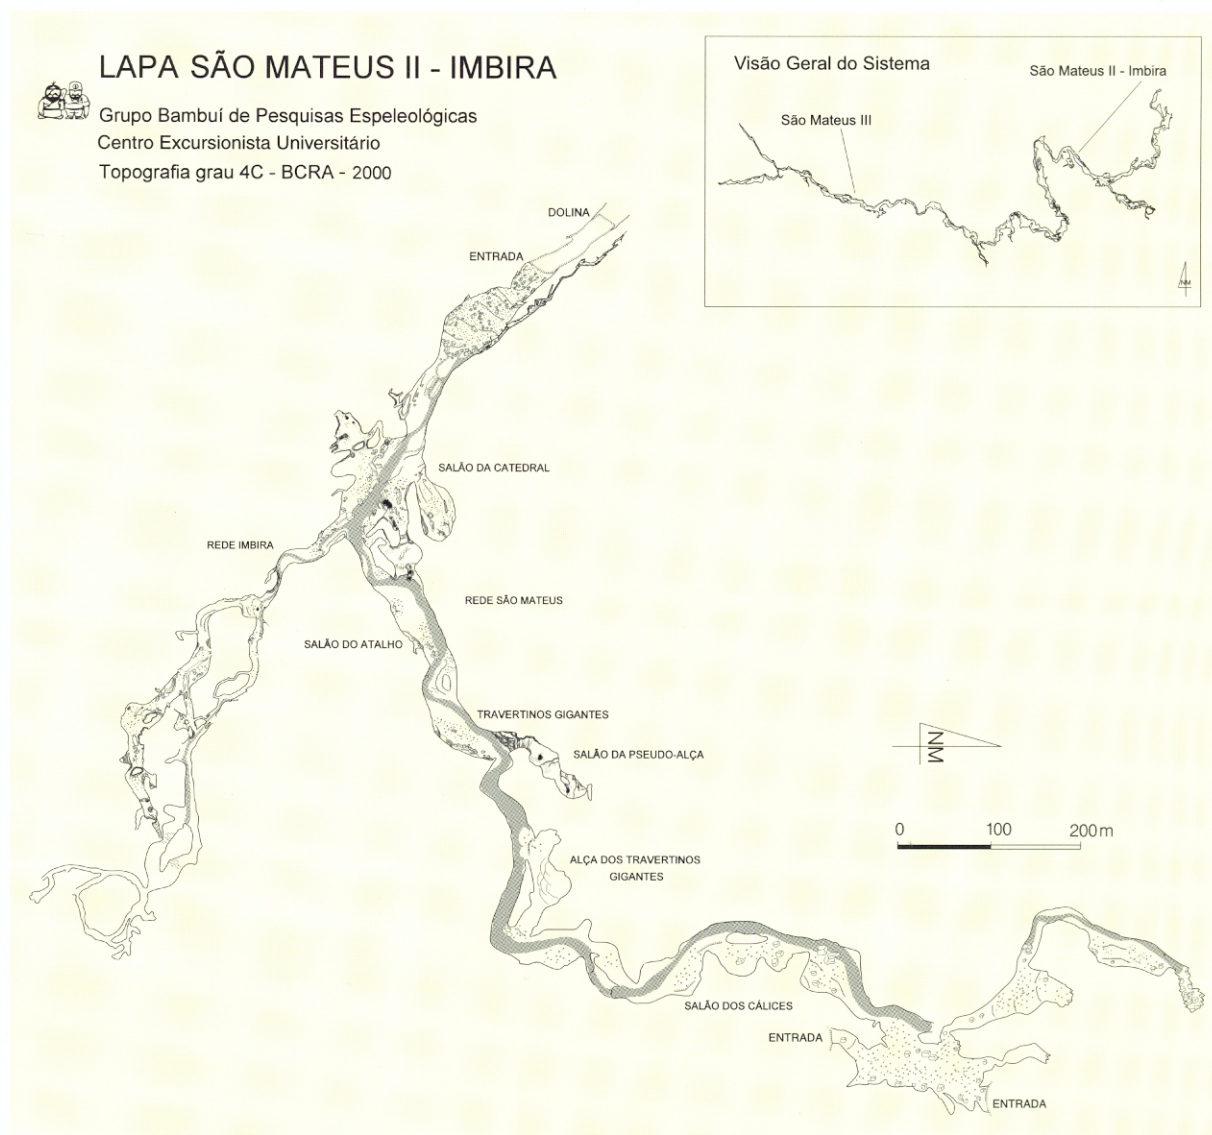 LAPA SÃO MATEUS II - IMBIRA
Grupo Bambuí de Pesquisas Espeleológicas
Centro Excursionista Universitário
Topografia grau 4C - BCRA - 2000
Visão Geral do Sistema
São Mateus II - Imbira
São Mateus III
NM
DOLINA
ENTRADA
SALÃO DA CATEDRAL
REDE IMBIRA
REDE SÃO MATEUS
SALÃO DO ATALHO
TRAVERTINOS GIGANTES
SALÃO DA PSEUDO-ALÇA
NM
0 100 200m
ALÇA DOS TRAVERTINOS
GIGANTES
SALÃO DOS CÁLICES
ENTRADA
ENTRADA